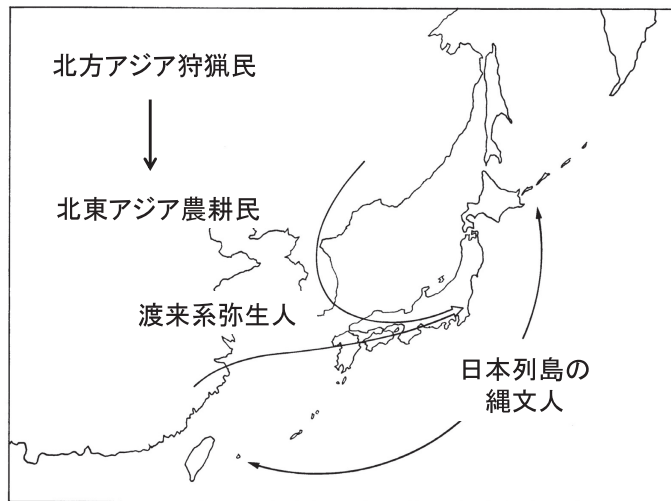 北方アジア狩猟民
北東アジア農耕民
渡来系弥生人
日本列島の
縄文人